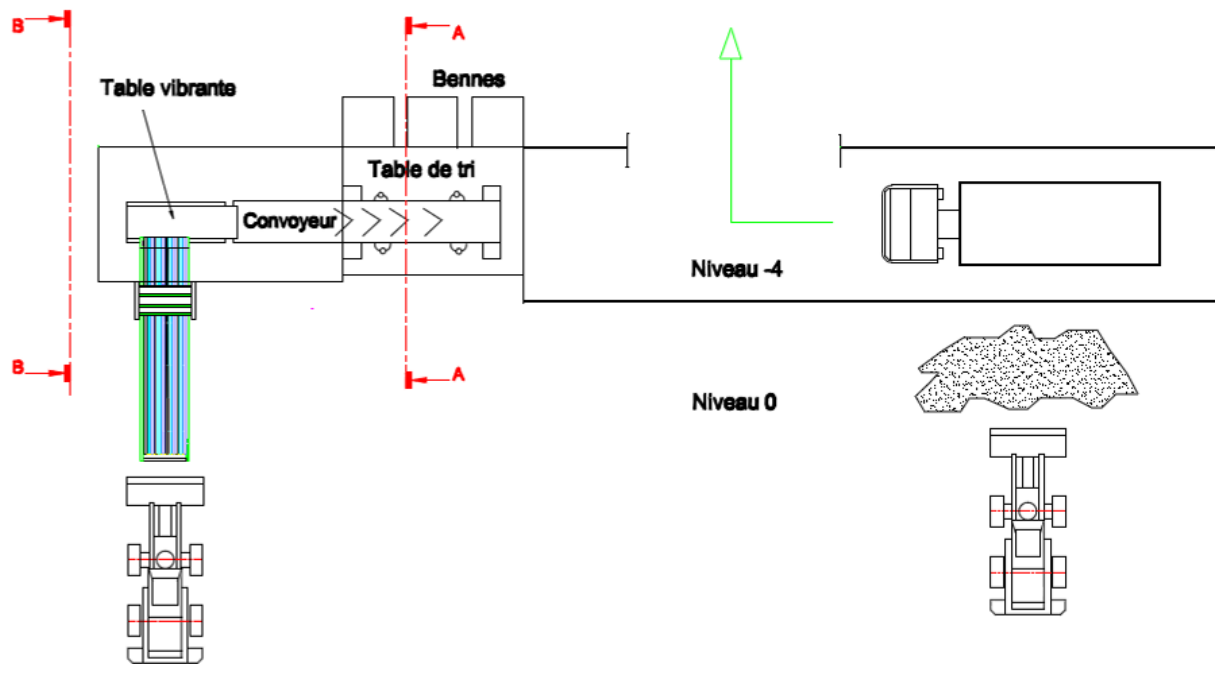 B
A
Bennes
Table vibrante
Table de tri
Convoyeur
Niveau -4
B
A
Niveau 0